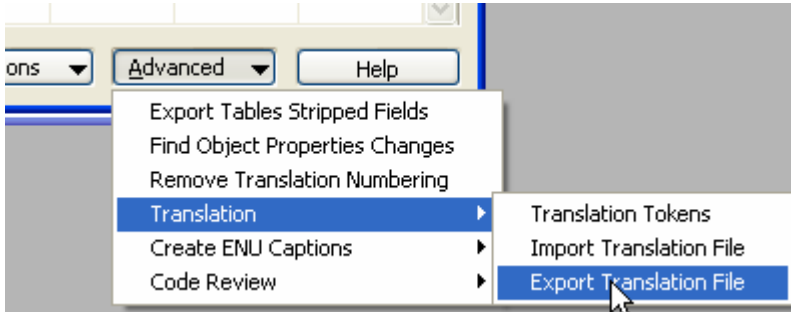 ons Advanced Help
Export Tables Stripped Fields
Find Object Properties Changes
Remove Translation Numbering
Translation Translation Tokens
Create ENU Captions Import Translation File
Code Review Export Translation File